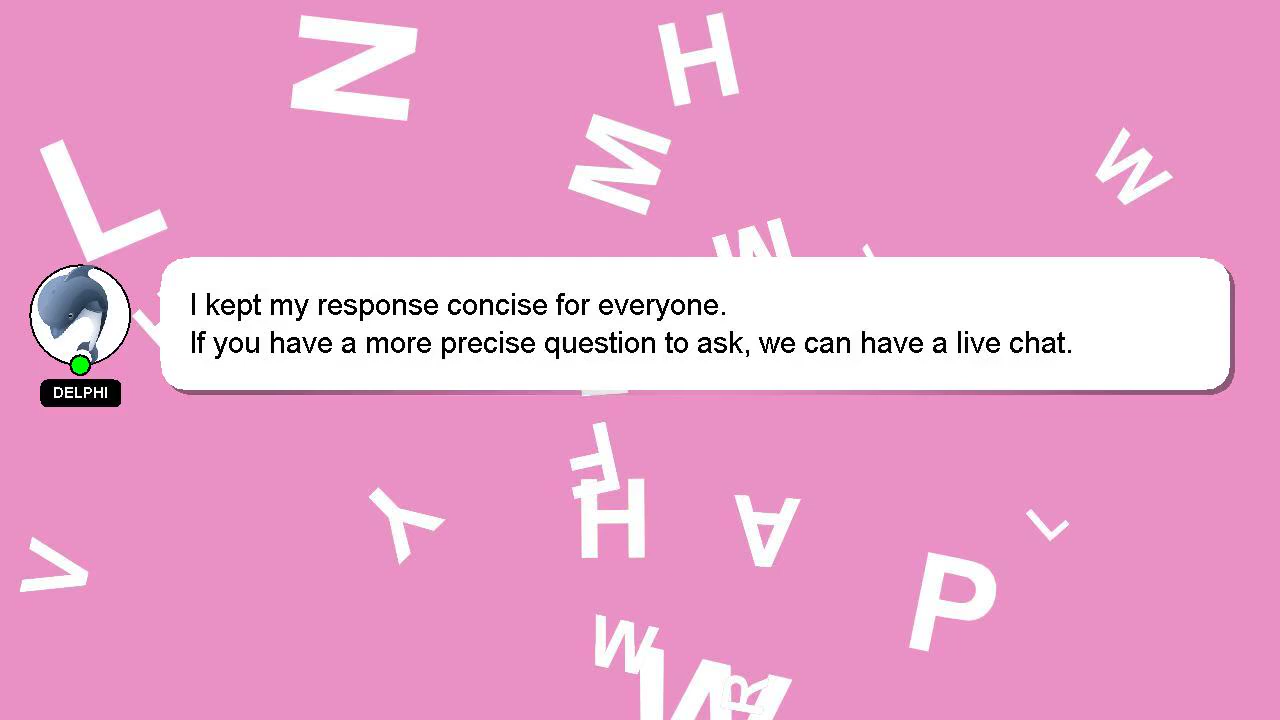 N
H
M
W
L
W
I kept my response concise for everyone.
If you have a more precise question to ask, we can have a live chat.
DELPHI
F
H
A
Y
L
V
P
W
W
R